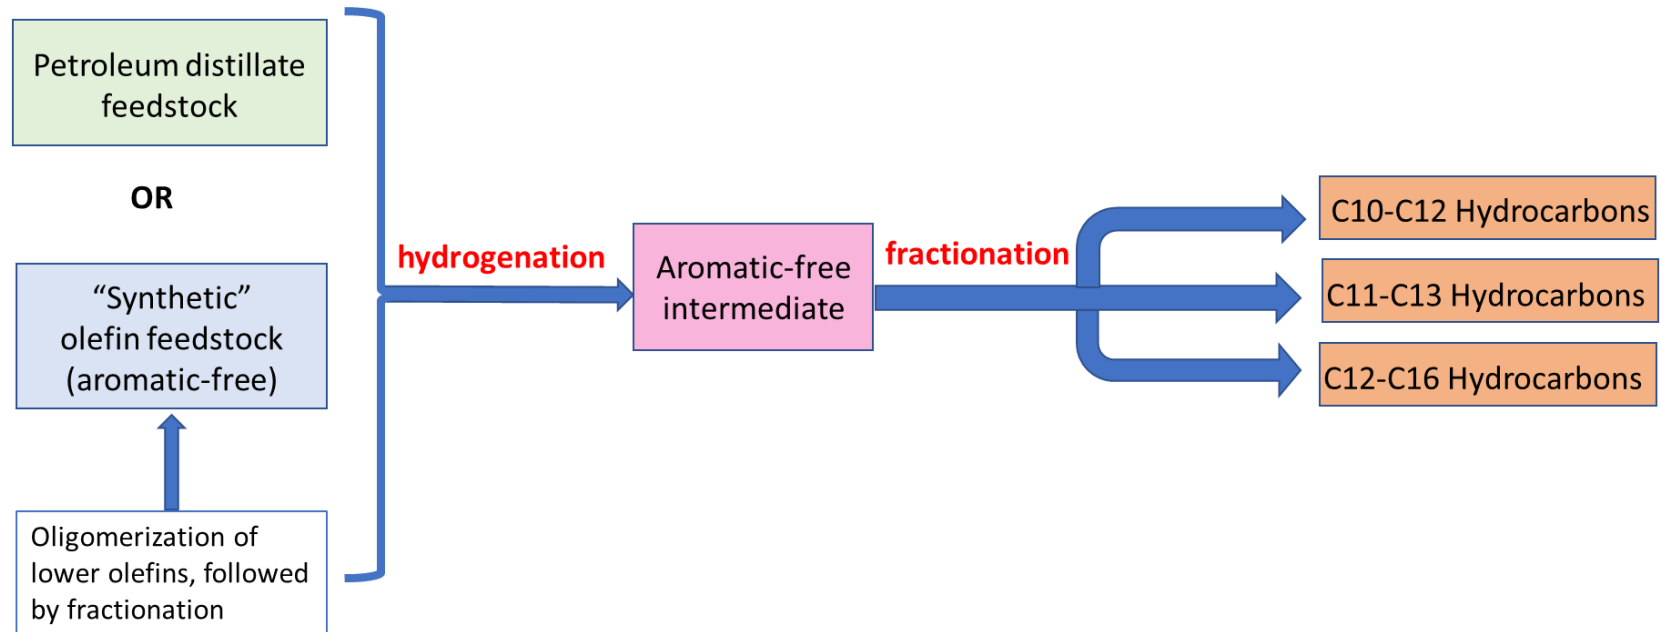 Petroleum distillate
feedstock
OR
“Synthetic”
olefin feedstock
(aromatic-free)
Oligomerization of
lower olefins, followed
by fractionation
hydrogenation
Aromatic-free
intermediate
fractionation
C10-C12 Hydrocarbons
C11-C13 Hydrocarbons
C12-C16 Hydrocarbons